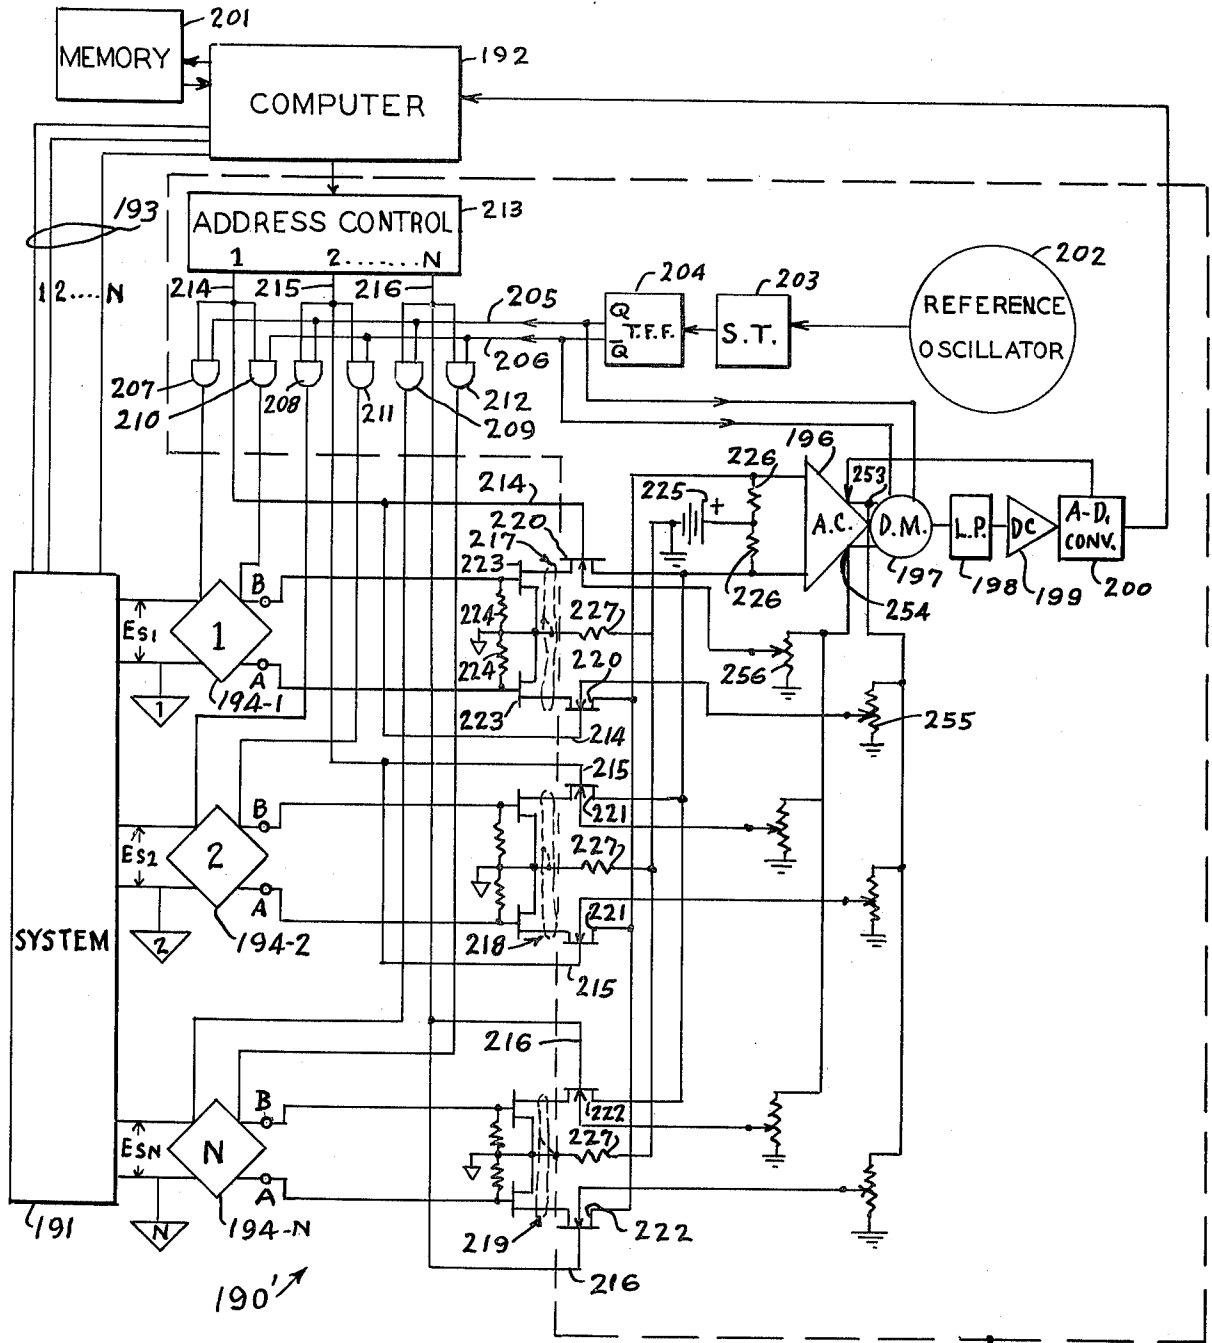 201
MEMORY
192
COMPUTER
193
ADDRESS CONTROL
213
1 2.......N
214 215 216
1 2.... N
205
206
204
Q
T.F.F.
Q̅
203
S.T.
202
REFERENCE
OSCILLATOR
207
210
208
211
209
212
196
226
225
+
253
214
220
217
A.C.
D.M.
L.P.
DC
A-D.
CONV.
223
226
254
197
198
199
200
B
224
227
ES1
1
224
220
256
A
1
194-1
223
214
255
215
B
221
ES2
2
227
A
221
SYSTEM
2
194-2
218
215
216
B
222
ESN
N
227
A
191
N
194-N
219
222
190'
216